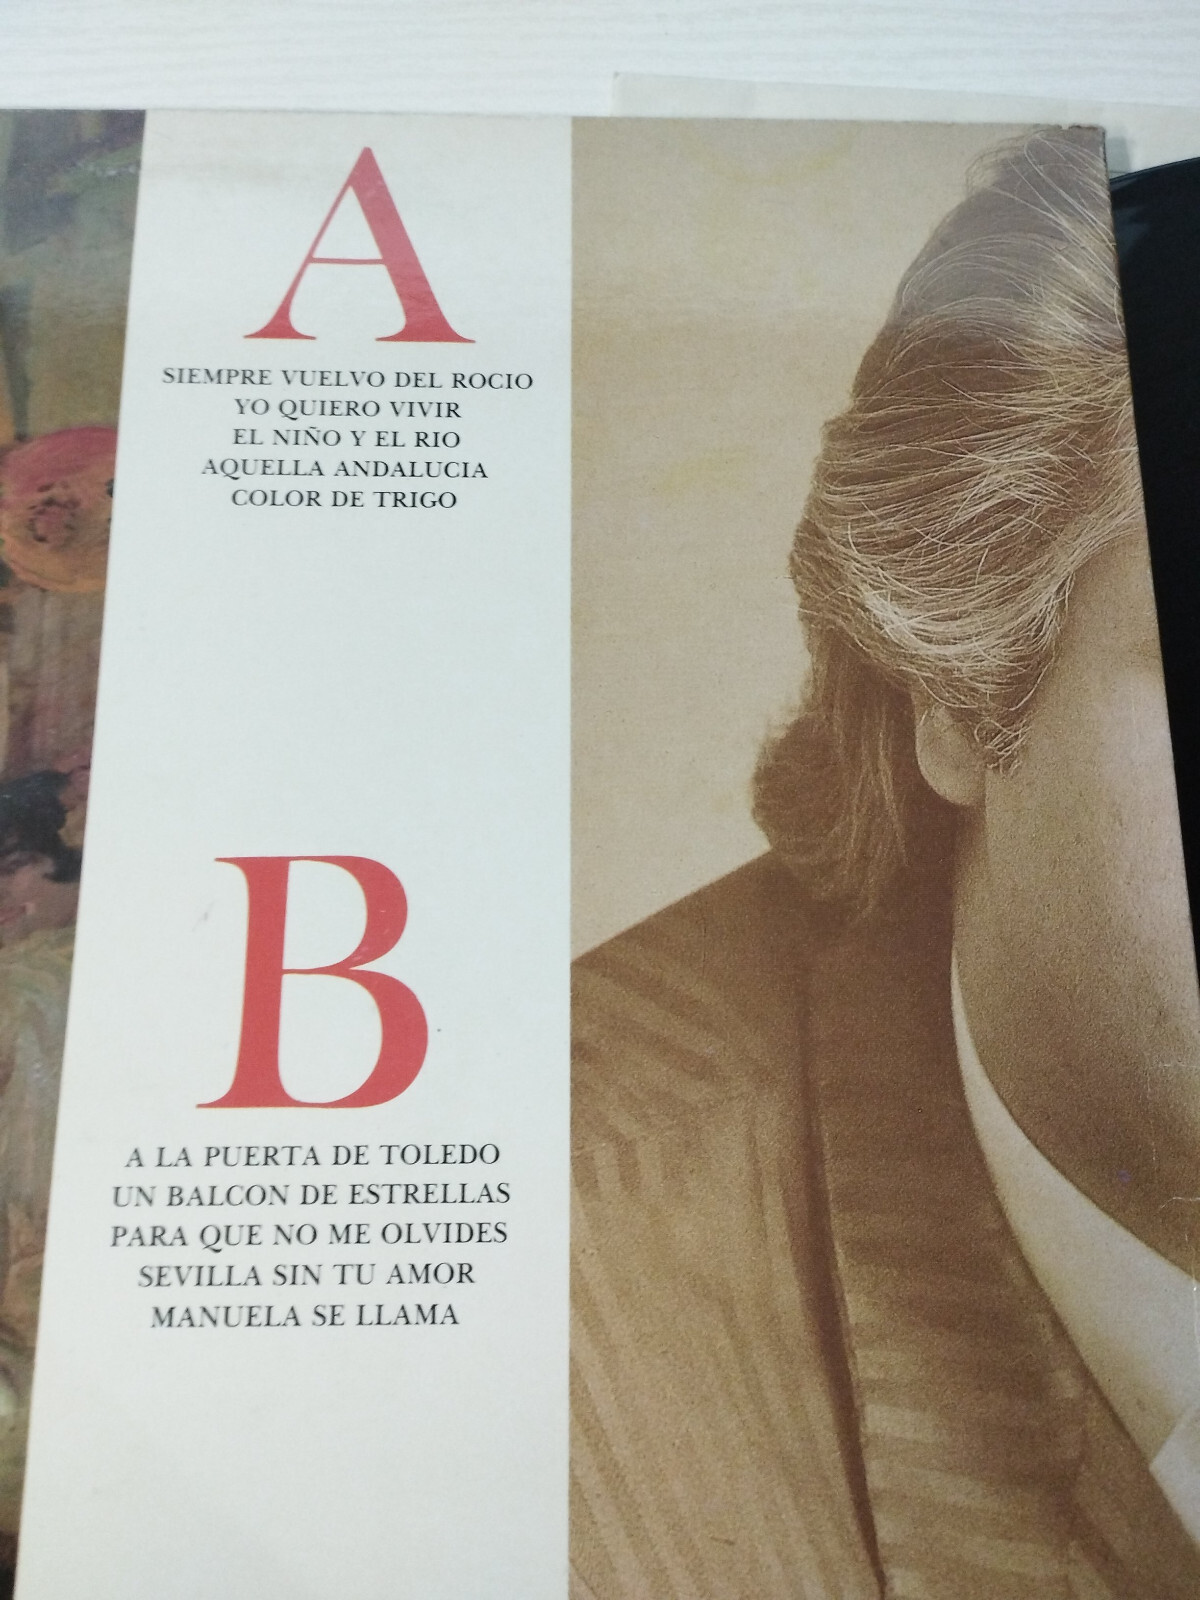 A
SIEMPRE VUELVO DEL ROCIO
YO QUIERO VIVIR
EL NIÑO Y EL RIO
AQUELLA ANDALUCIA
COLOR DE TRIGO
B
A LA PUERTA DE TOLEDO
UN BALCON DE ESTRELLAS
PARA QUE NO ME OLVIDES
SEVILLA SIN TU AMOR
MANUELA SE LLAMA